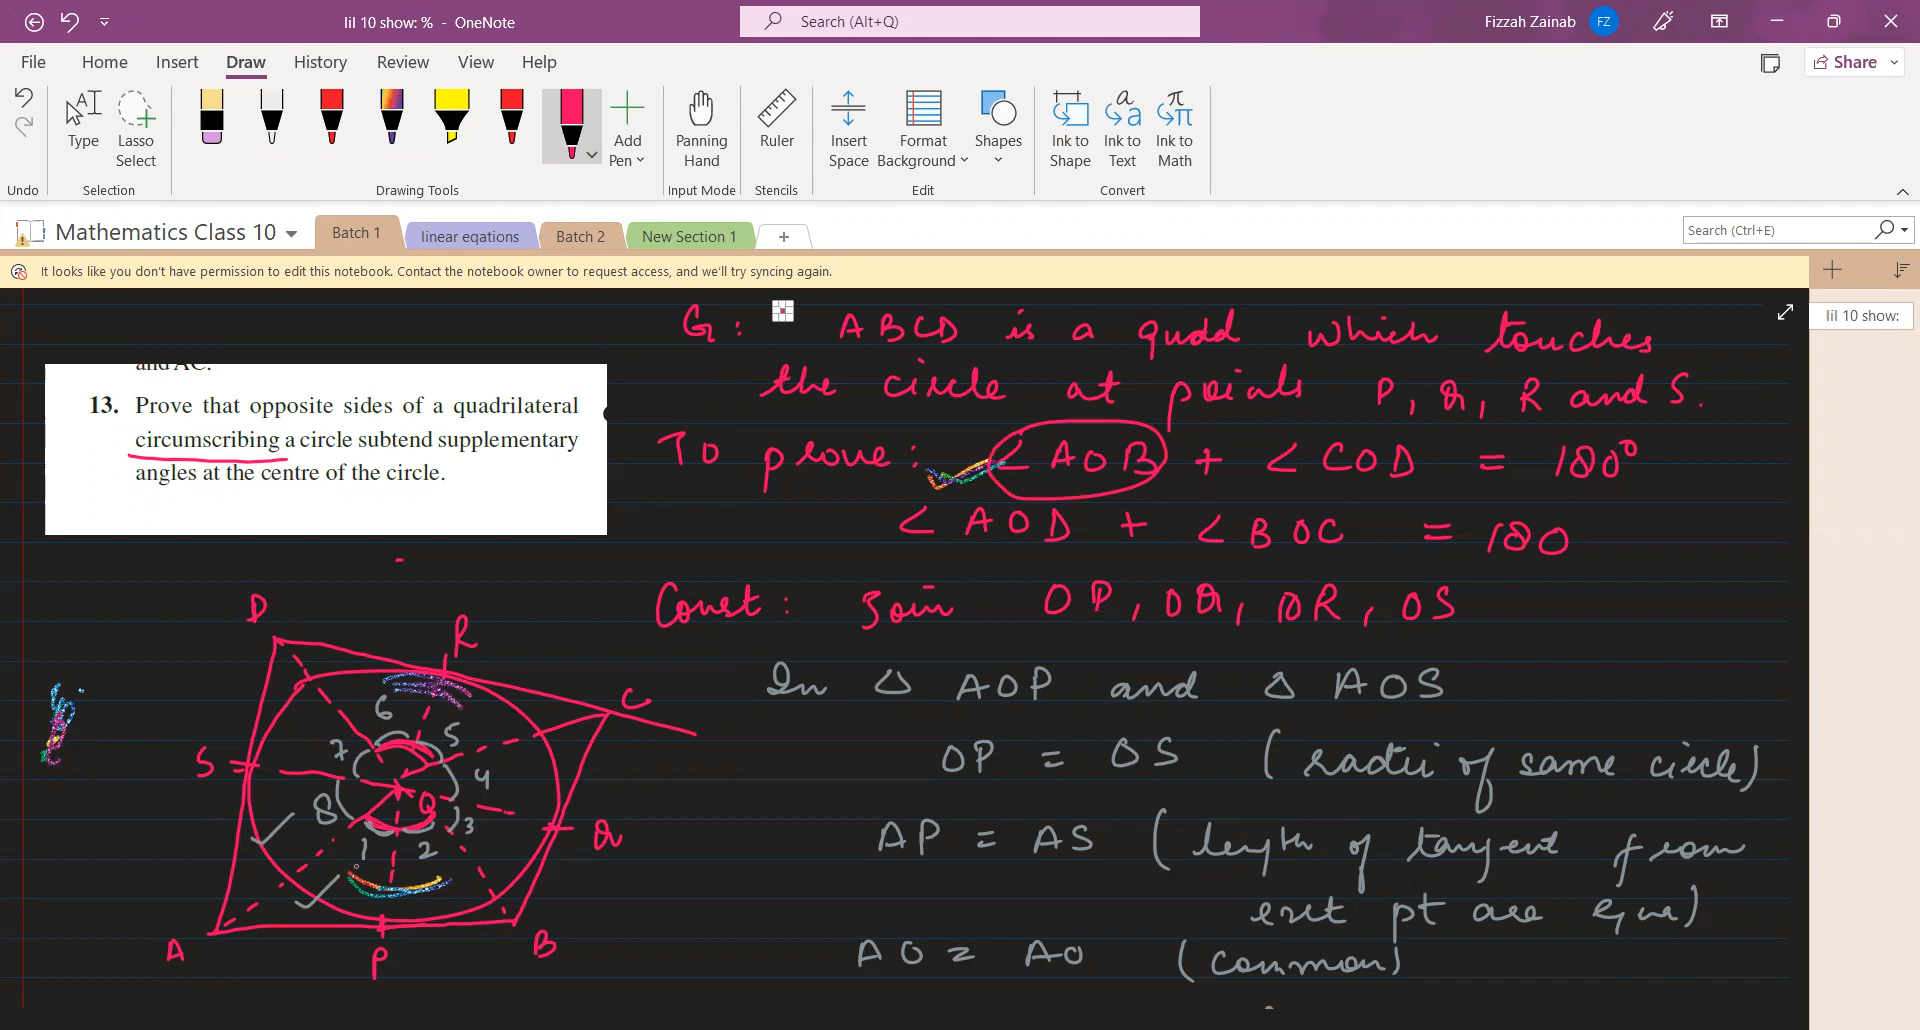 lil 10 show: % - OneNote
Search (Alt+Q)
Fizzah Zainab
FZ
File Home Insert Draw History Review View Help
Share
Type
Lasso Select
Add Pen
Panning Hand
Ruler
Insert Space
Format Background
Shapes
Ink to Shape
Ink to Text
Ink to Math
Undo
Selection
Drawing Tools
Input Mode
Stencils
Edit
Convert
Mathematics Class 10
Batch 1
linear eqations
Batch 2
New Section 1
+
Search (Ctrl+E)
It looks like you don't have permission to edit this notebook. Contact the notebook owner to request access, and we'll try syncing again.
lil 10 show:
and AC.
13. Prove that opposite sides of a quadrilateral
circumscribing a circle subtend supplementary
angles at the centre of the circle.
G: ABCD is a quad which touches
the circle at points P, Q, R and S.
To prove: ∠AOB + ∠COD = 180°
∠AOD + ∠BOC = 180
Const: Join OP, OQ, OR, OS
In △ AOP and △ AOS
OP = OS (radii of same circle)
AP = AS (length of tangent from
ext pt are equa)
AO = AO (common)
D
R
C
6
5
7
S
4
8
O
3
Q
1
2
A
P
B